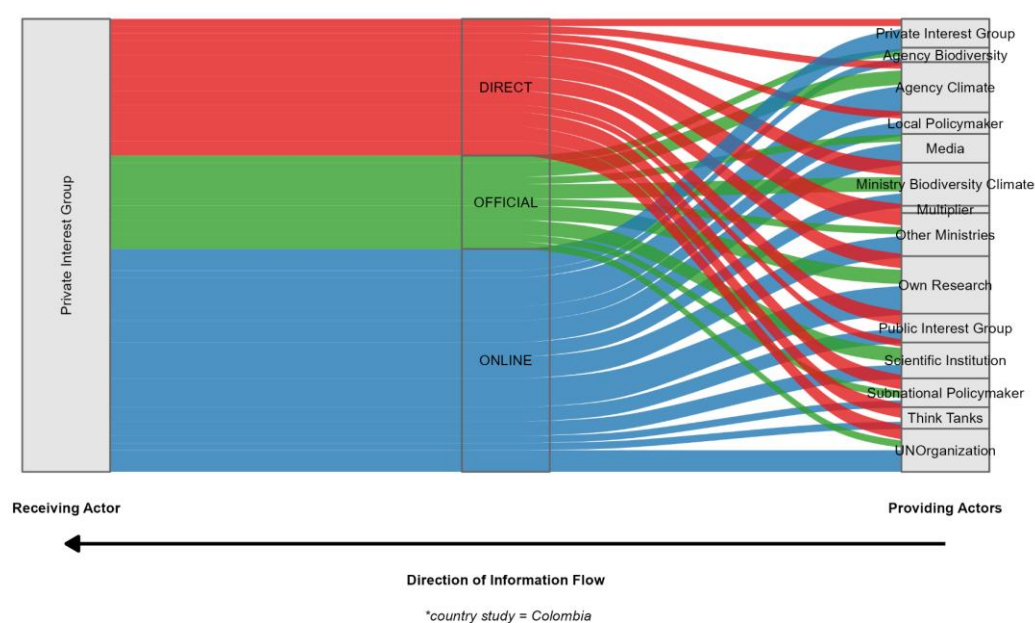 Private Interest Group
DIRECT
OFFICIAL
ONLINE
Private Interest Group
Agency Biodiversity
Agency Climate
Local Policymaker
Media
Ministry Biodiversity Climate
Multiplier
Other Ministries
Own Research
Public Interest Group
Scientific Institution
Subnational Policymaker
Think Tanks
UNOrganization
Receiving Actor
Providing Actors
Direction of Information Flow
*country study = Colombia